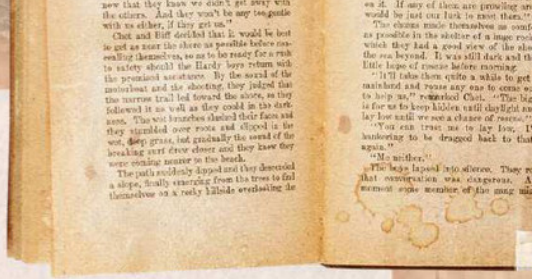 now that they know we didn't get away with
the others. And they won't be any too gentle
with us either, if they get us."
Chet and Biff decided that it would be best
to get as near the shore as possible before con-
cealing themselves, so as to be ready for a rush
to safety should the Hardy boys return with
the promised assistance. By the sound of the
motorboat and the shooting, they judged that
the narrow trail led toward the shore, so they
followed it as well as they could in the dark-
ness. The wet branches slashed their faces and
they stumbled over roots and slipped in the
wet, deep grass, but gradually the sound of the
breaking surf drew closer and they knew they
were coming nearer to the beach.
The path suddenly dipped and they descended
a slope, finally emerging from the trees to find
themselves on a rocky hillside overlooking the
on it. If any of them are prowling ar
would be just our luck to meet them."
The chums made themselves as comf
as possible in the shelter of a huge rock
which they had a good view of the sho
the sea beyond. It was still dark and th
little hope of rescue before morning.
"It'll take them quite a while to get
mainland and rouse any one to come o
to help us," remarked Chet. "The big
is for us to keep hidden until daylight an
lay low until we see a chance of rescue."
"You can trust me to lay low, I'
hankering to be dragged back to that
again."
"Me neither."
The boys lapsed into silence. They r
that conversation was dangerous. A
moment some member of the gang mig